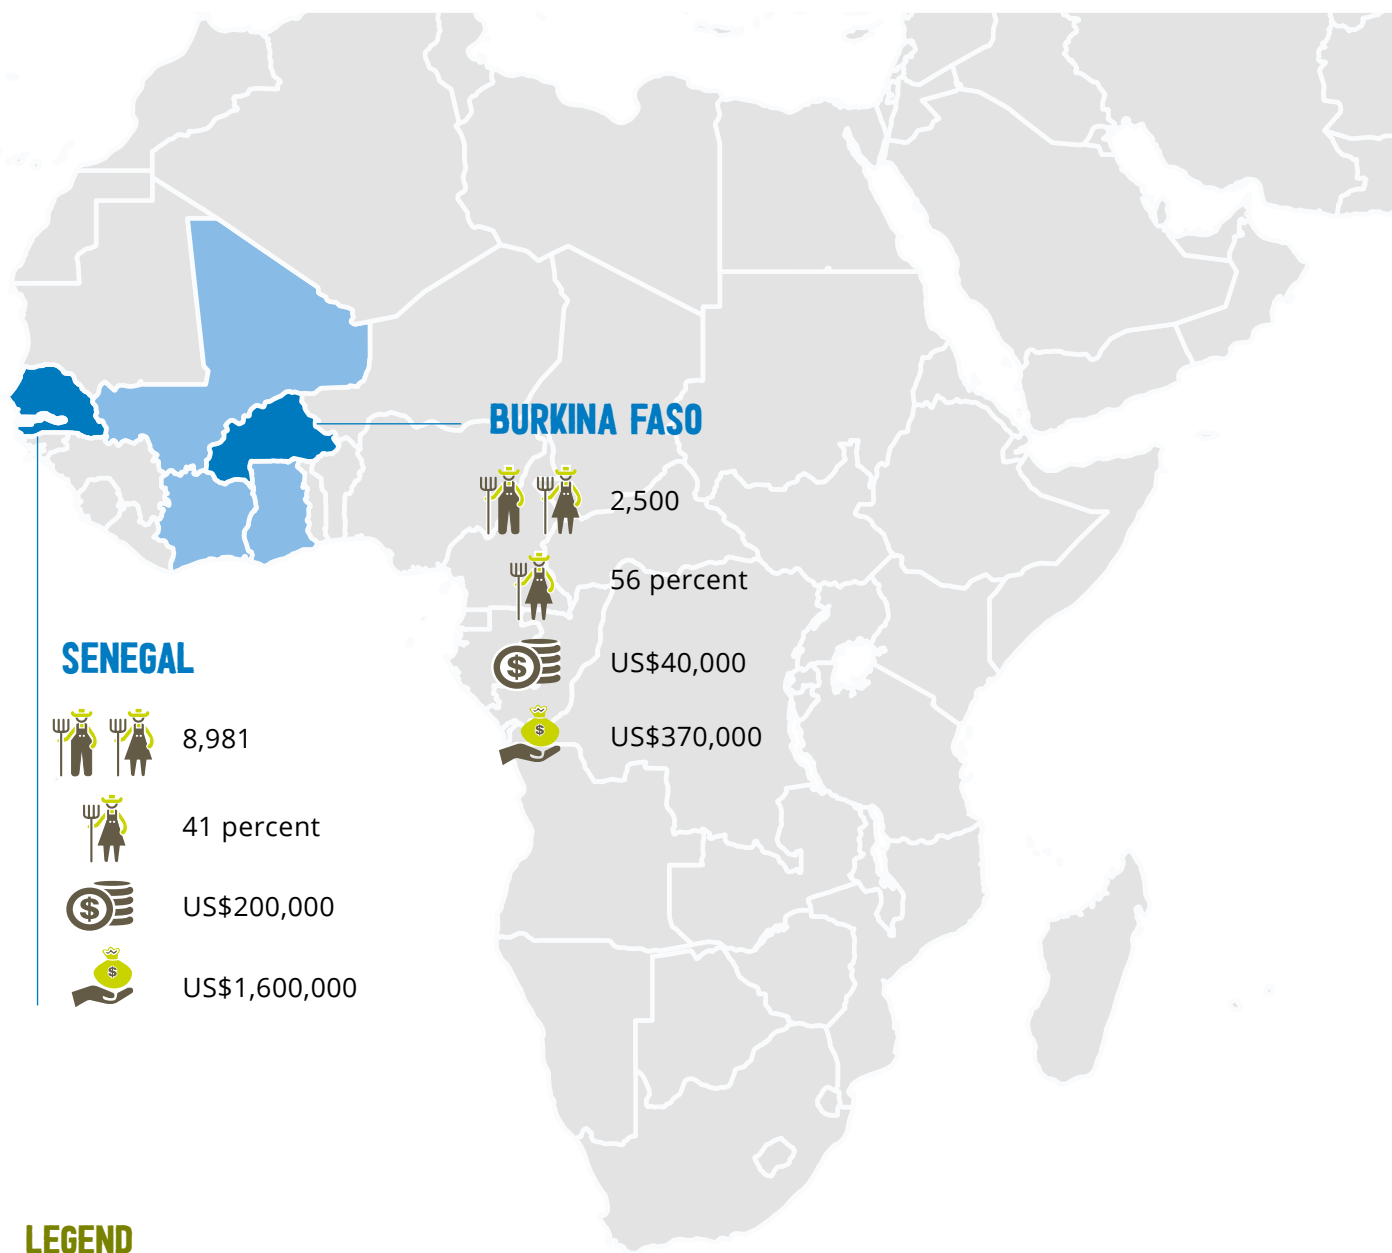 BURKINA FASO
2,500
56 percent
US$40,000
US$370,000
SENEGAL
8,981
41 percent
US$200,000
US$1,600,000
LEGEND